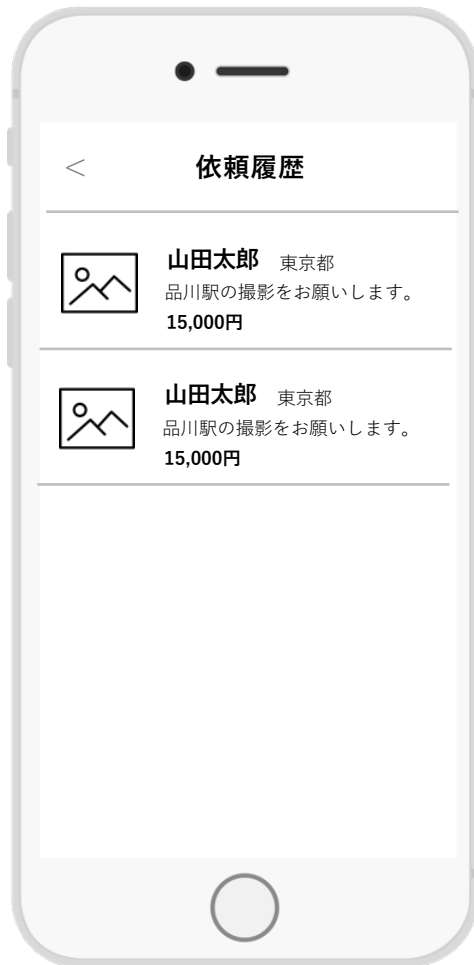 < 依頼履歴
山田太郎 東京都
品川駅の撮影をお願いします。
15,000円
山田太郎 東京都
品川駅の撮影をお願いします。
15,000円